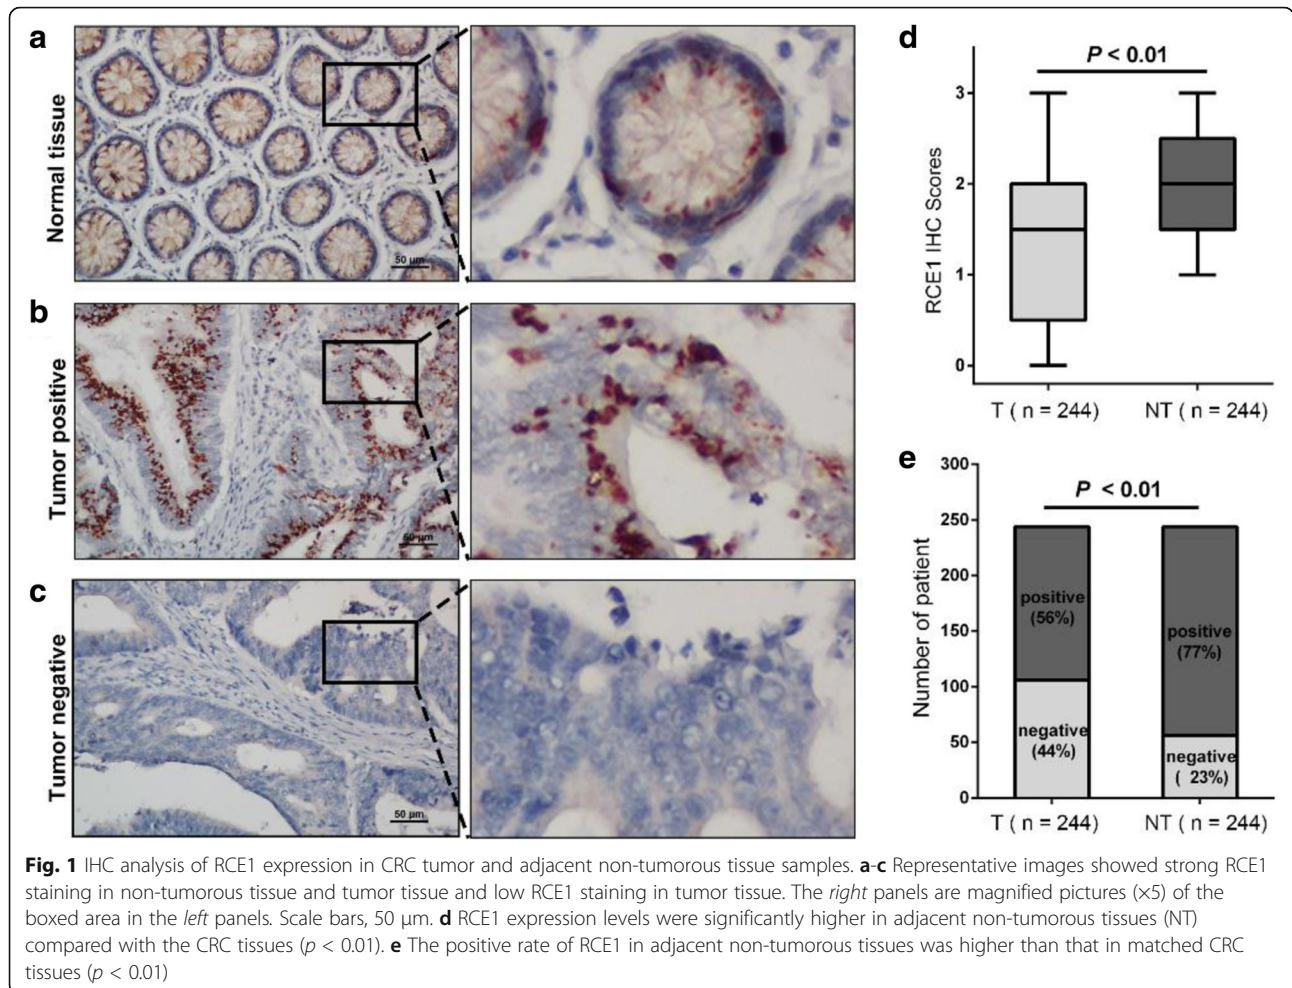 a
Normal tissue
50 μm
b
Tumor positive
50 μm
c
Tumor negative
50 μm
d
P < 0.01
RCE1 IHC Scores
3
2
1
0
T ( n = 244)
NT ( n = 244)
e
P < 0.01
Number of patient
300
250
200
150
100
50
0
positive
(56%)
negative
(44%)
positive
(77%)
negative
( 23%)
T ( n = 244)
NT ( n = 244)
Fig. 1 IHC analysis of RCE1 expression in CRC tumor and adjacent non-tumorous tissue samples. a-c Representative images showed strong RCE1
staining in non-tumorous tissue and tumor tissue and low RCE1 staining in tumor tissue. The right panels are magnified pictures (×5) of the
boxed area in the left panels. Scale bars, 50 μm. d RCE1 expression levels were significantly higher in adjacent non-tumorous tissues (NT)
compared with the CRC tissues (p < 0.01). e The positive rate of RCE1 in adjacent non-tumorous tissues was higher than that in matched CRC
tissues (p < 0.01)